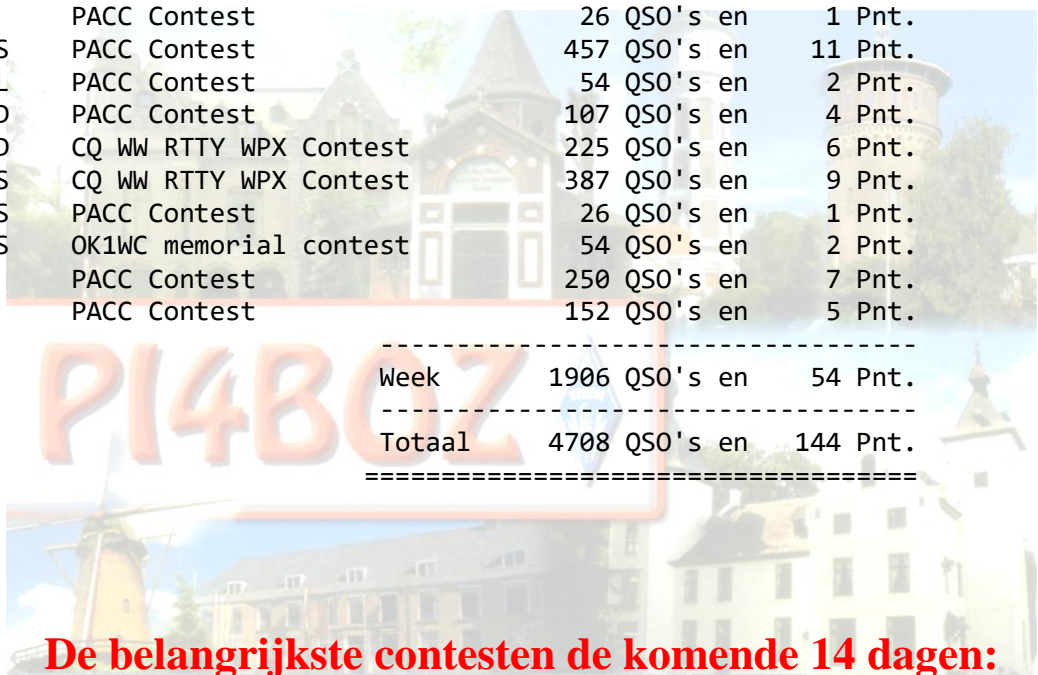 PACC Contest 26 QSO's en 1 Pnt.
S PACC Contest 457 QSO's en 11 Pnt.
L PACC Contest 54 QSO's en 2 Pnt.
D PACC Contest 107 QSO's en 4 Pnt.
D CQ WW RTTY WPX Contest 225 QSO's en 6 Pnt.
S CQ WW RTTY WPX Contest 387 QSO's en 9 Pnt.
S PACC Contest 26 QSO's en 1 Pnt.
S OK1WC memorial contest 54 QSO's en 2 Pnt.
PACC Contest 250 QSO's en 7 Pnt.
PACC Contest 152 QSO's en 5 Pnt.
-----------------------------------
Week 1906 QSO's en 54 Pnt.
-----------------------------------
Totaal 4708 QSO's en 144 Pnt.
====================================
PI4BOZ
De belangrijkste contesten de komende 14 dagen: